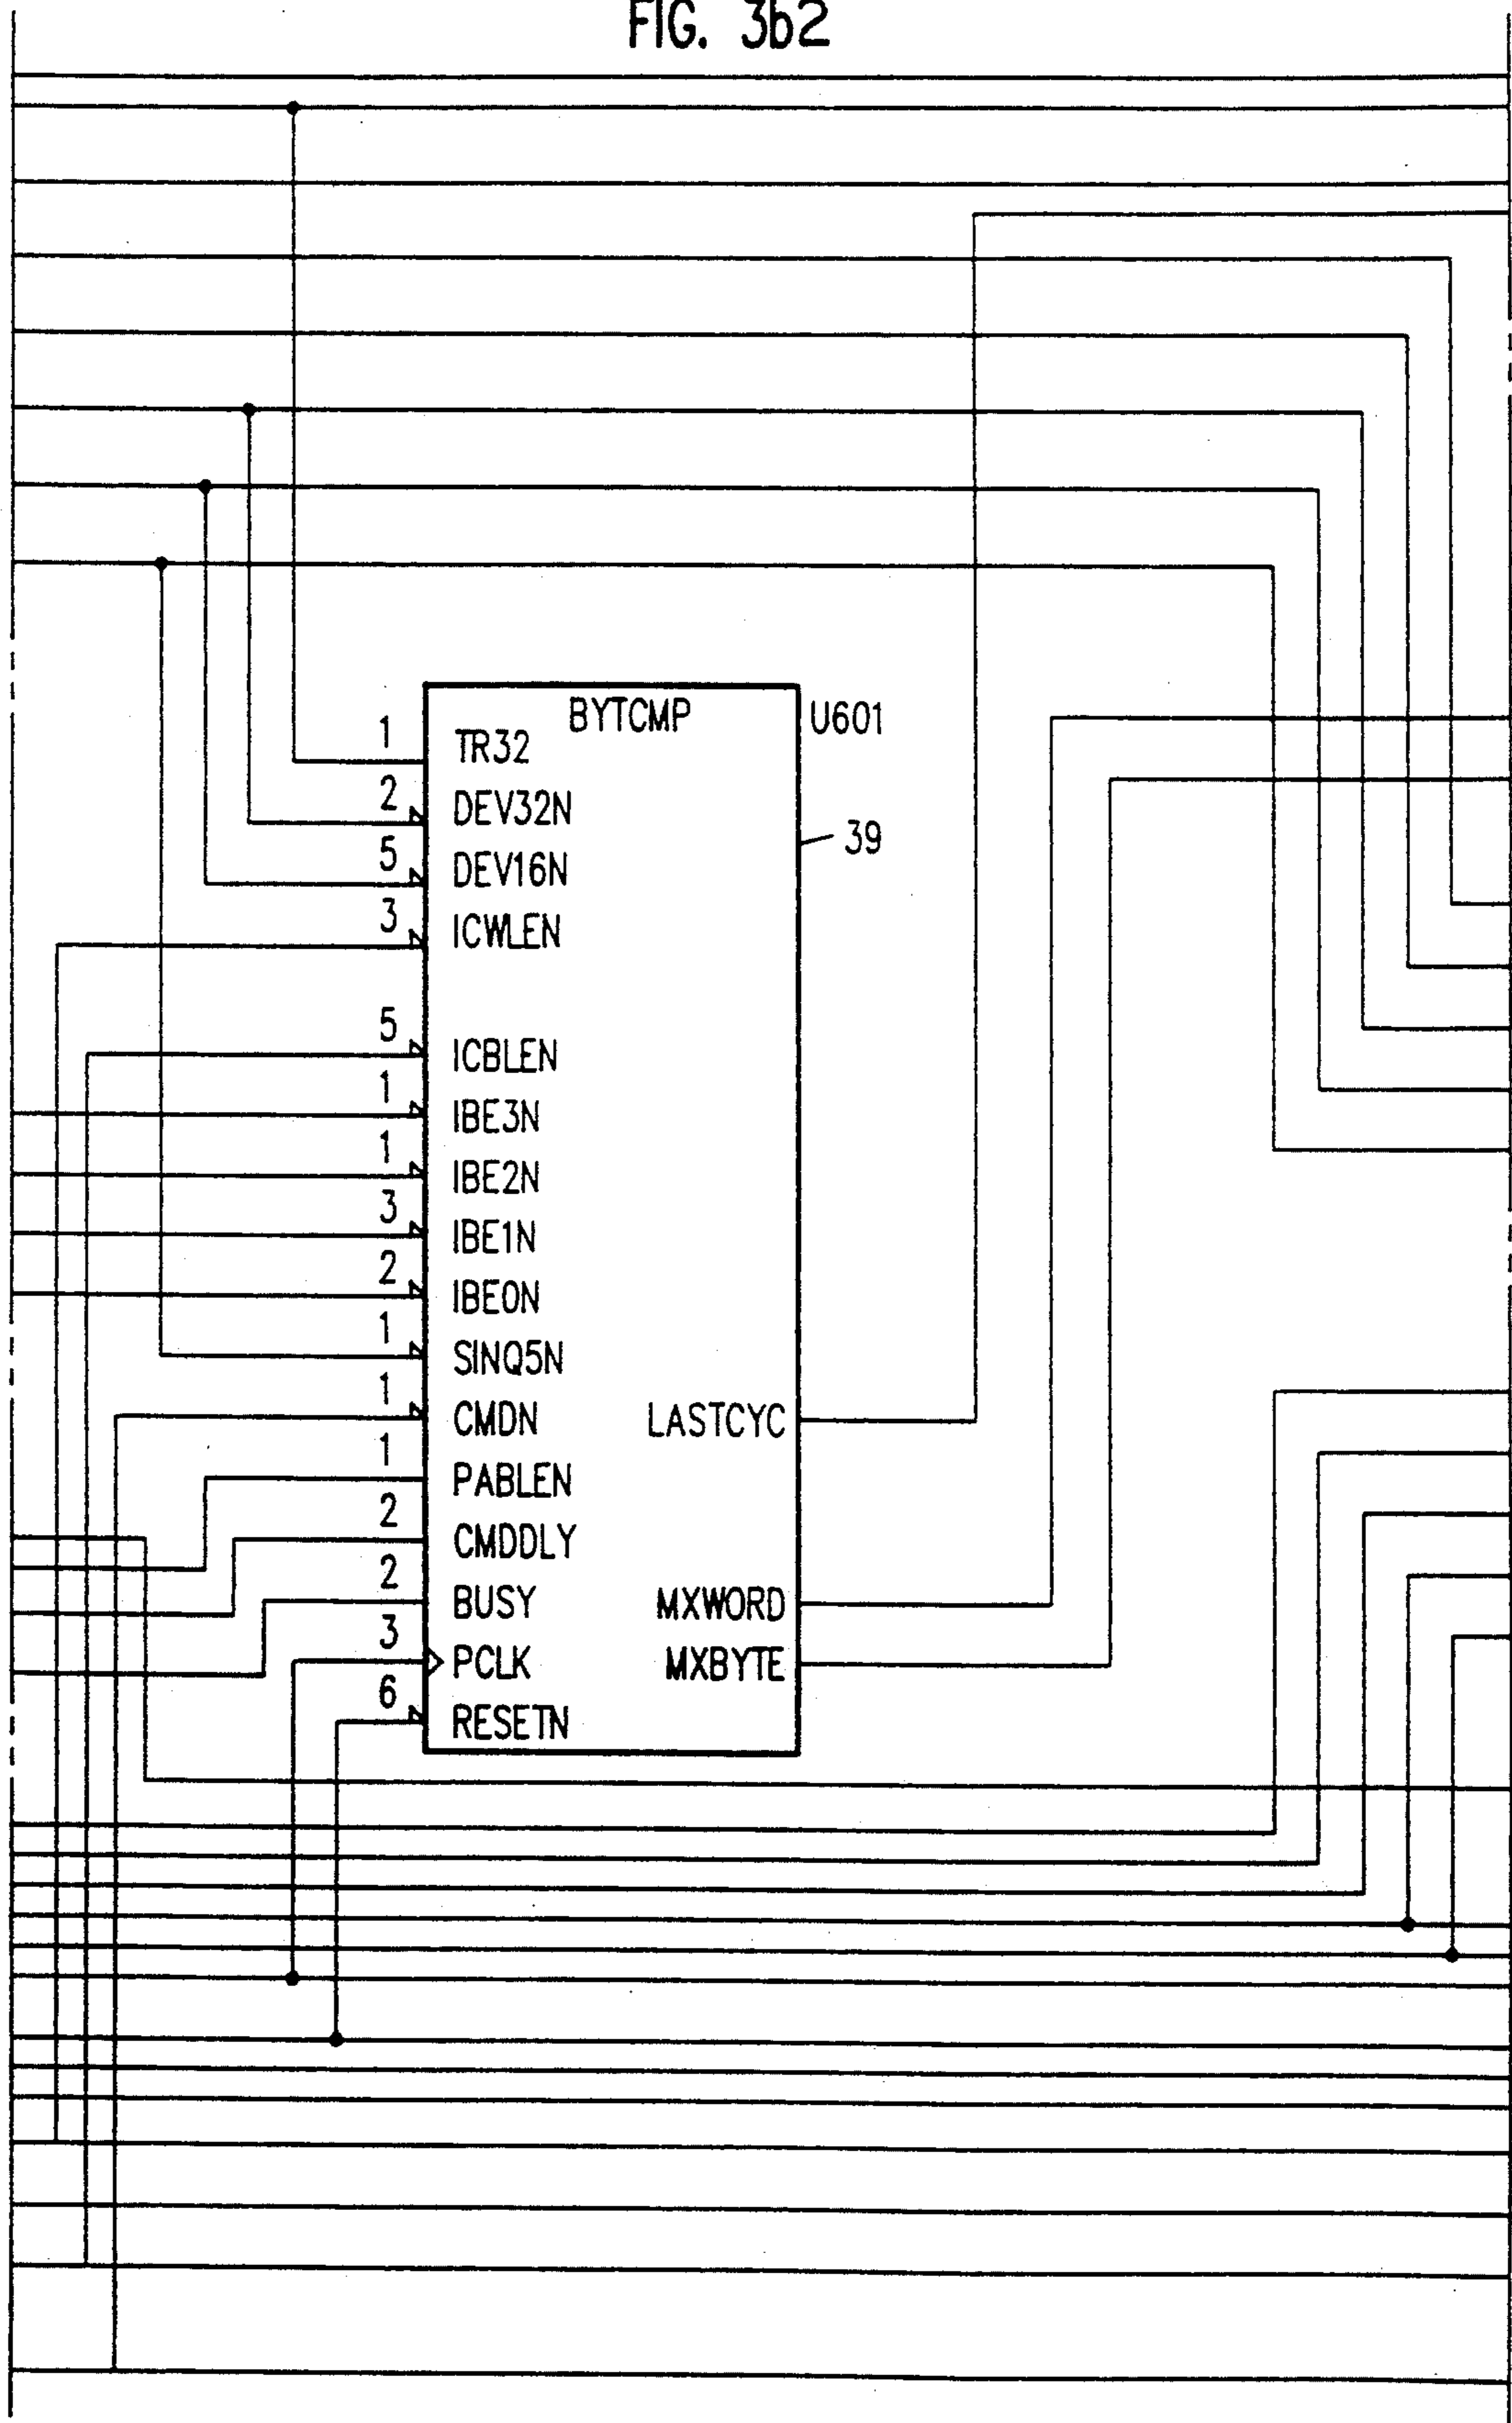 FIG. 3b2
BYTCMP
U601
39
1 TR32
2 DEV32N
5 DEV16N
3 ICWLEN
5 ICBLEN
1 IBE3N
1 IBE2N
3 IBE1N
2 IBE0N
1 SINQ5N
1 CMDN LASTCYC
1 PABLEN
2 CMDDLY
2 BUSY MXWORD
3 PCLK MXBYTE
6 RESETN